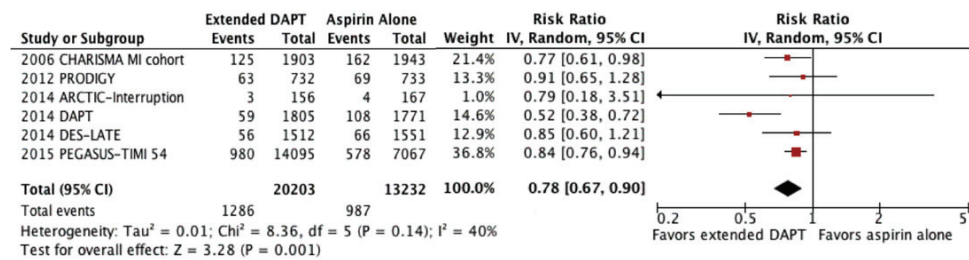 Extended DAPT Aspirin Alone Risk Ratio Risk Ratio
Study or Subgroup Events Total Events Total Weight IV, Random, 95% CI IV, Random, 95% CI
2006 CHARISMA MI cohort 125 1903 162 1943 21.4% 0.77 [0.61, 0.98]
2012 PRODIGY 63 732 69 733 13.3% 0.91 [0.65, 1.28]
2014 ARCTIC-Interruption 3 156 4 167 1.0% 0.79 [0.18, 3.51]
2014 DAPT 59 1805 108 1771 14.6% 0.52 [0.38, 0.72]
2014 DES-LATE 56 1512 66 1551 12.9% 0.85 [0.60, 1.21]
2015 PEGASUS-TIMI 54 980 14095 578 7067 36.8% 0.84 [0.76, 0.94]
Total (95% CI) 20203 13232 100.0% 0.78 [0.67, 0.90]
Total events 1286 987
Heterogeneity: Tau² = 0.01; Chi² = 8.36, df = 5 (P = 0.14); I² = 40%
Test for overall effect: Z = 3.28 (P = 0.001)
0.2 0.5 1 2 5
Favors extended DAPT Favors aspirin alone